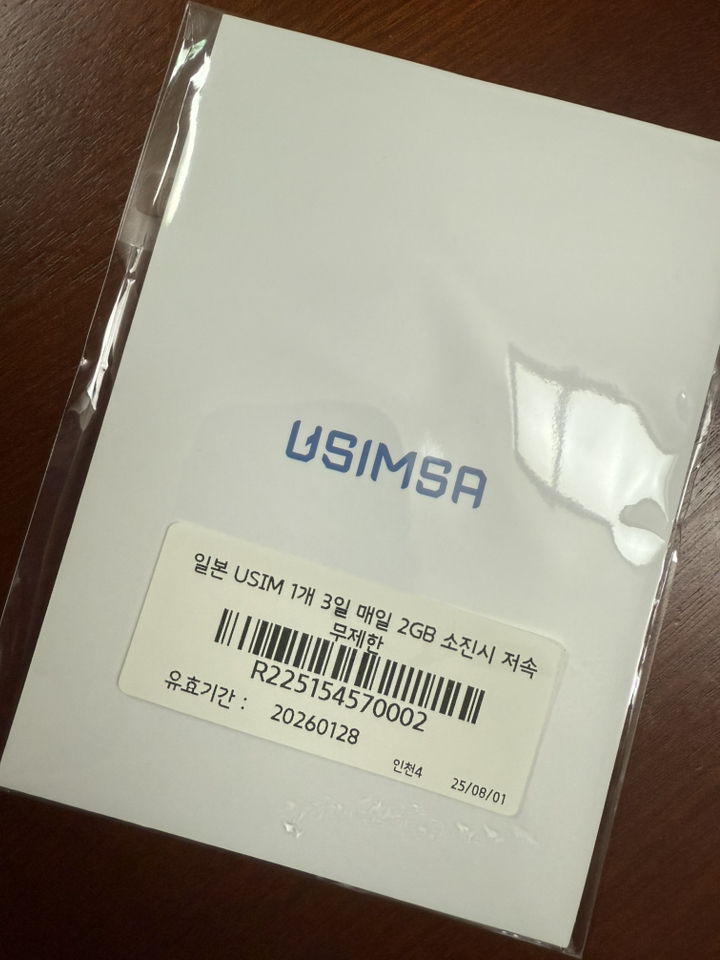 USIMSA
일본 USIM 1개 3일 매일 2GB 소진시 저속
무제한
R225154570002
유효기간 : 20260128
인천4 25/08/01